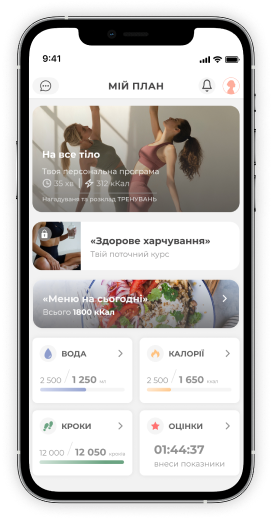 9:41
МІЙ ПЛАН
На все тіло
Твоя персональна програма
35 хв | 312 кКал
Нагадування та розклад ТРЕНУВАНЬ
«Здорове харчування»
Твій поточний курс
«Меню на сьогодні»
Всього 1800 кКал
ВОДА
КАЛОРІЇ
2 500 / 1 250 мл
2 500 / 1 650 ккал
КРОКИ
ОЦІНКИ
12 000 / 12 050 кроків
01:44:37
внеси показники